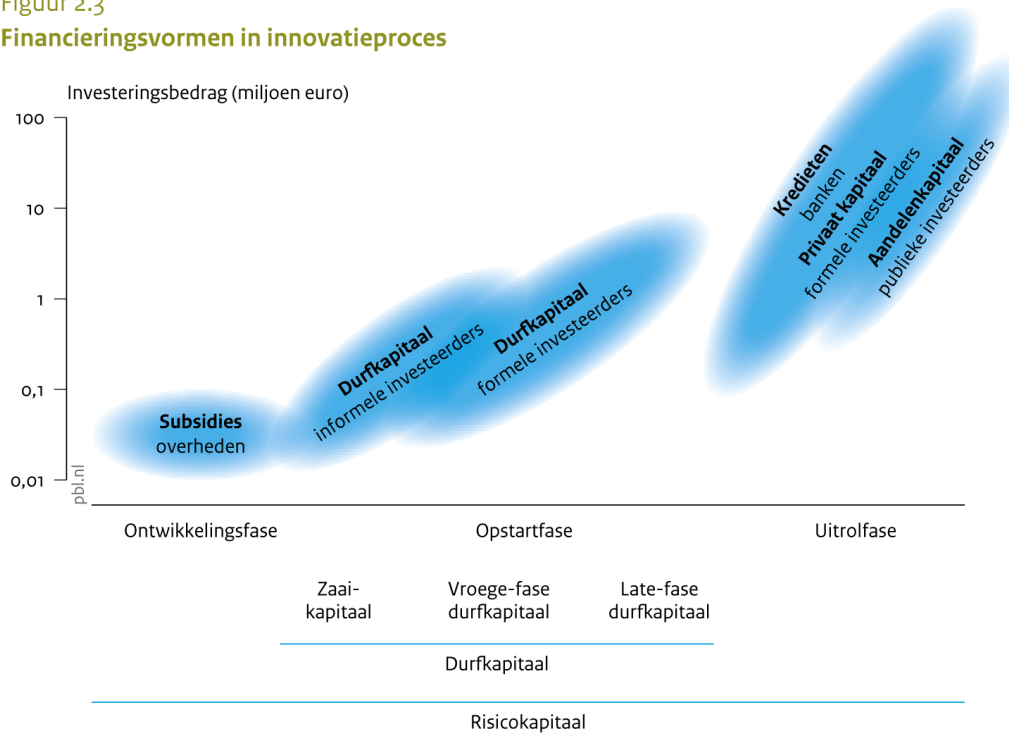 Figuur 2.3
Financieringsvormen in innovatieproces
Investeringsbedrag (miljoen euro)
100
10
1
0,1
0,01
Subsidies
overheden
Durfkapitaal
informele investeerders
Durfkapitaal
formele investeerders
Kredieten
banken
Privaat kapitaal
formele investeerders
Aandelenkapitaal
publieke investeerders
pbl.nl
Ontwikkelingsfase
Opstartfase
Uitrolfase
Zaai-
kapitaal
Vroege-fase
durfkapitaal
Late-fase
durfkapitaal
Durfkapitaal
Risicokapitaal